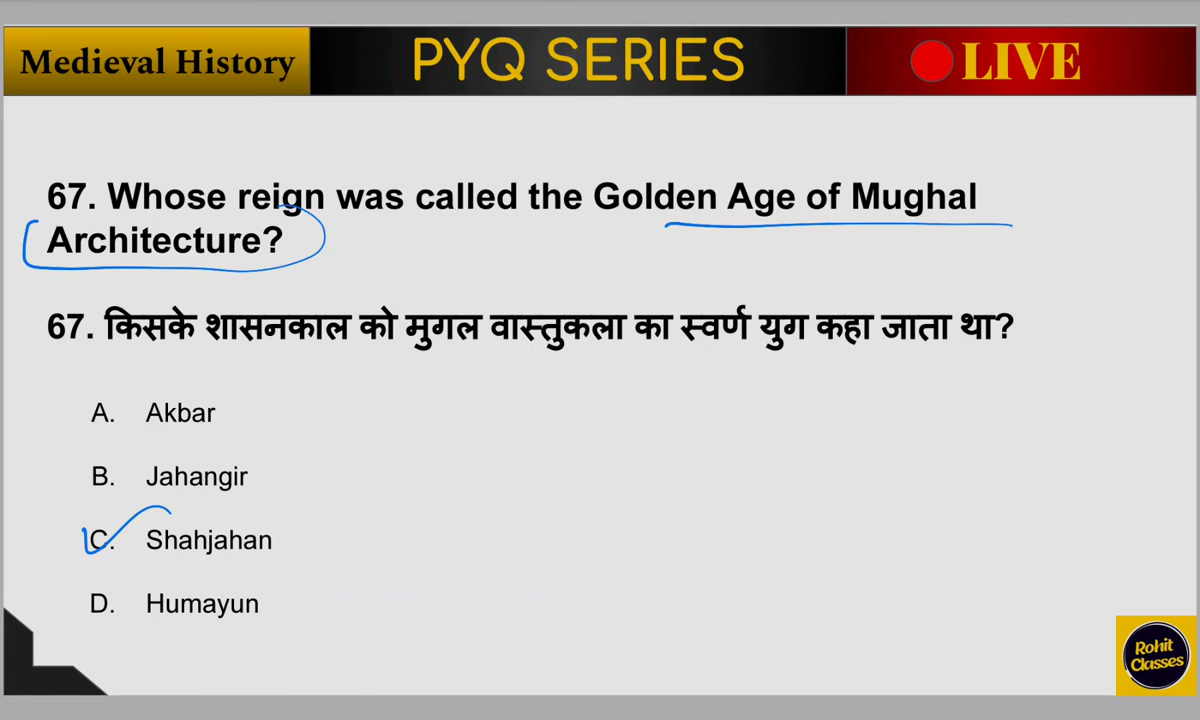 Medieval History PYQ SERIES LIVE
67. Whose reign was called the Golden Age of Mughal
Architecture?
67. किसके शासनकाल को मुगल वास्तुकला का स्वर्ण युग कहा जाता था?
A. Akbar
B. Jahangir
C. Shahjahan
D. Humayun
Rohit
Classes